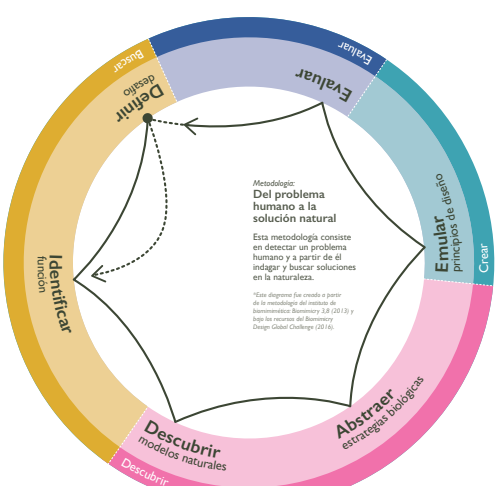 Buscar
Definir
desafío
Identificar
función
Descubrir
Descubrir
modelos naturales
Abstraer
estrategias biológicas
Crear
Emular
principios de diseño
Evaluar
Evaluar
Metodología:
Del problema
humano a la
solución natural
Esta metodología consiste
en detectar un problema
humano y a partir de él
indagar y buscar soluciones
en la naturaleza.
*Este diagrama fue creado a partir
de la metodología del instituto de
biomimimética Biomimicry 3,8 (2013) y
bajo los recursos del Biomimicry
Design Global Challenge (2016).